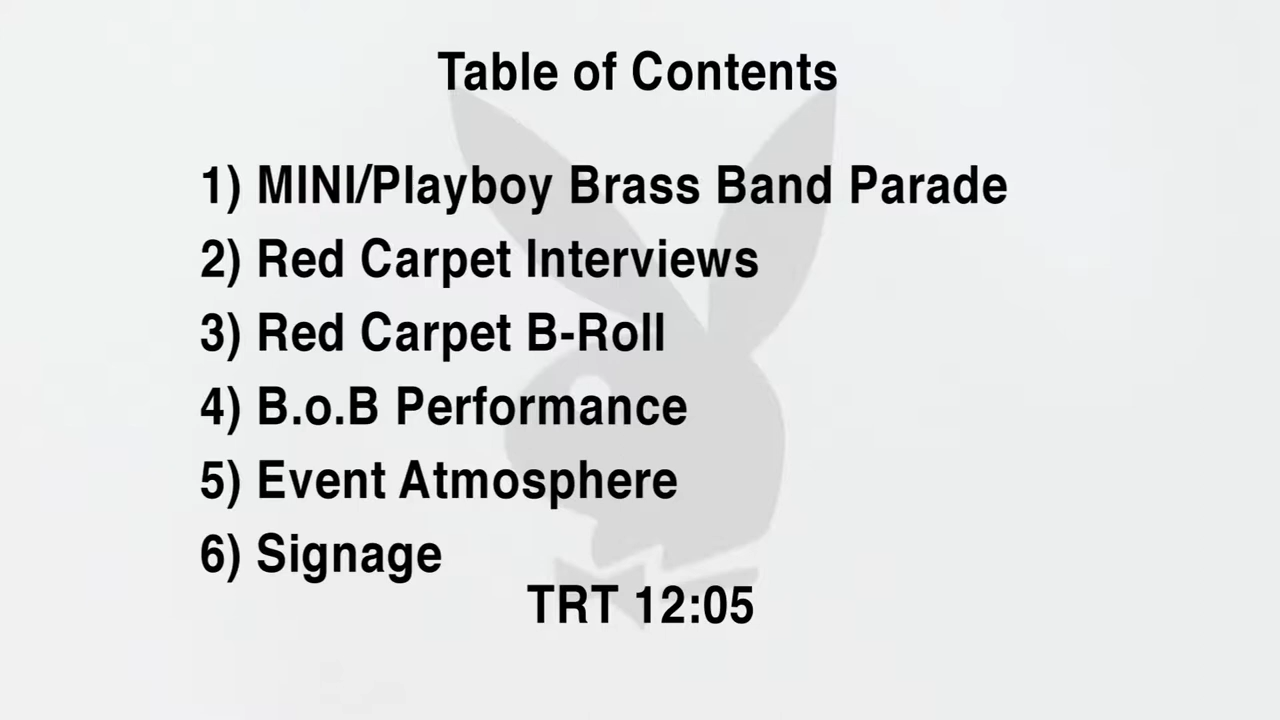 Table of Contents
1) MINI/Playboy Brass Band Parade
2) Red Carpet Interviews
3) Red Carpet B-Roll
4) B.o.B Performance
5) Event Atmosphere
6) Signage
TRT 12:05